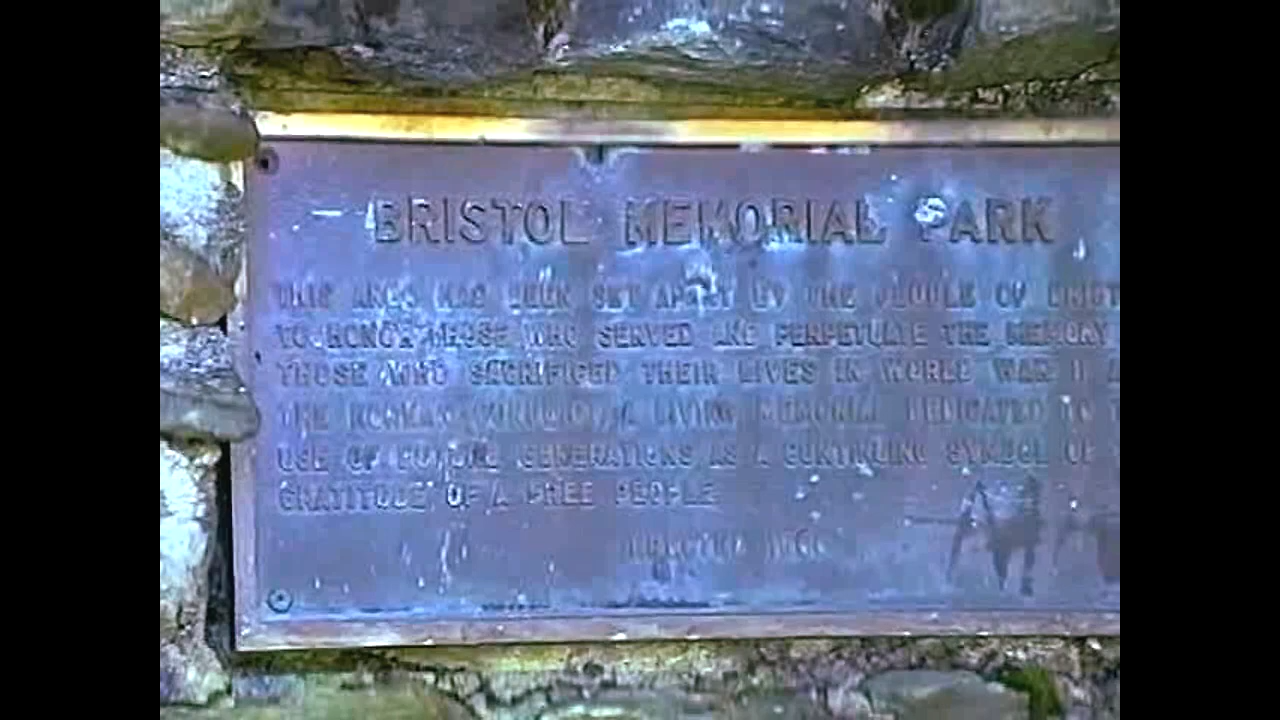 BRISTOL MEMORIAL PARK
THIS AREA HAS BEEN SET APART BY THE PEOPLE OF
TO HONOR THOSE WHO SERVED AND PERPETUATE THE MEMORY
THOSE WHO SACRIFICED THEIR LIVES IN WORLD WAR II
THE KOREAN A LIVING MEMORIAL DEDICATED TO
USE OF FUTURE GENERATIONS AS A CONTINUING SYMBOL OF
GRATITUDE OF A FREE PEOPLE